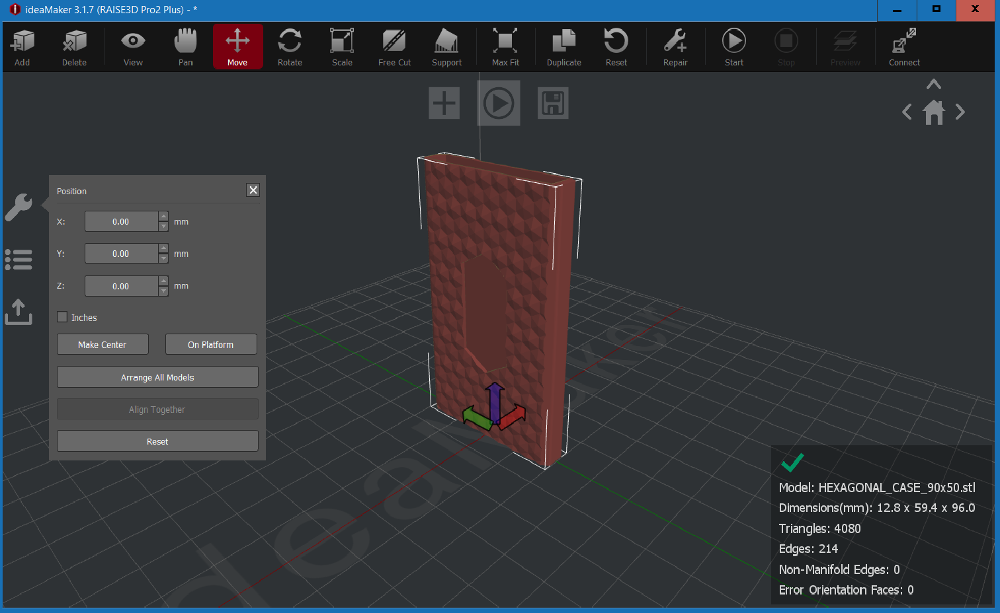 ideaMaker 3.1.7 (RAISE3D Pro2 Plus) - *
Add Delete View Pan Move Rotate Scale Free Cut Support Max Fit Duplicate Reset Repair Start Stop Preview Connect
Position
X: 0.00 mm
Y: 0.00 mm
Z: 0.00 mm
Inches
Make Center On Platform
Arrange All Models
Align Together
Reset
ideaMaker
Model: HEXAGONAL_CASE_90x50.stl
Dimensions(mm): 12.8 x 59.4 x 96.0
Triangles: 4080
Edges: 214
Non-Manifold Edges: 0
Error Orientation Faces: 0